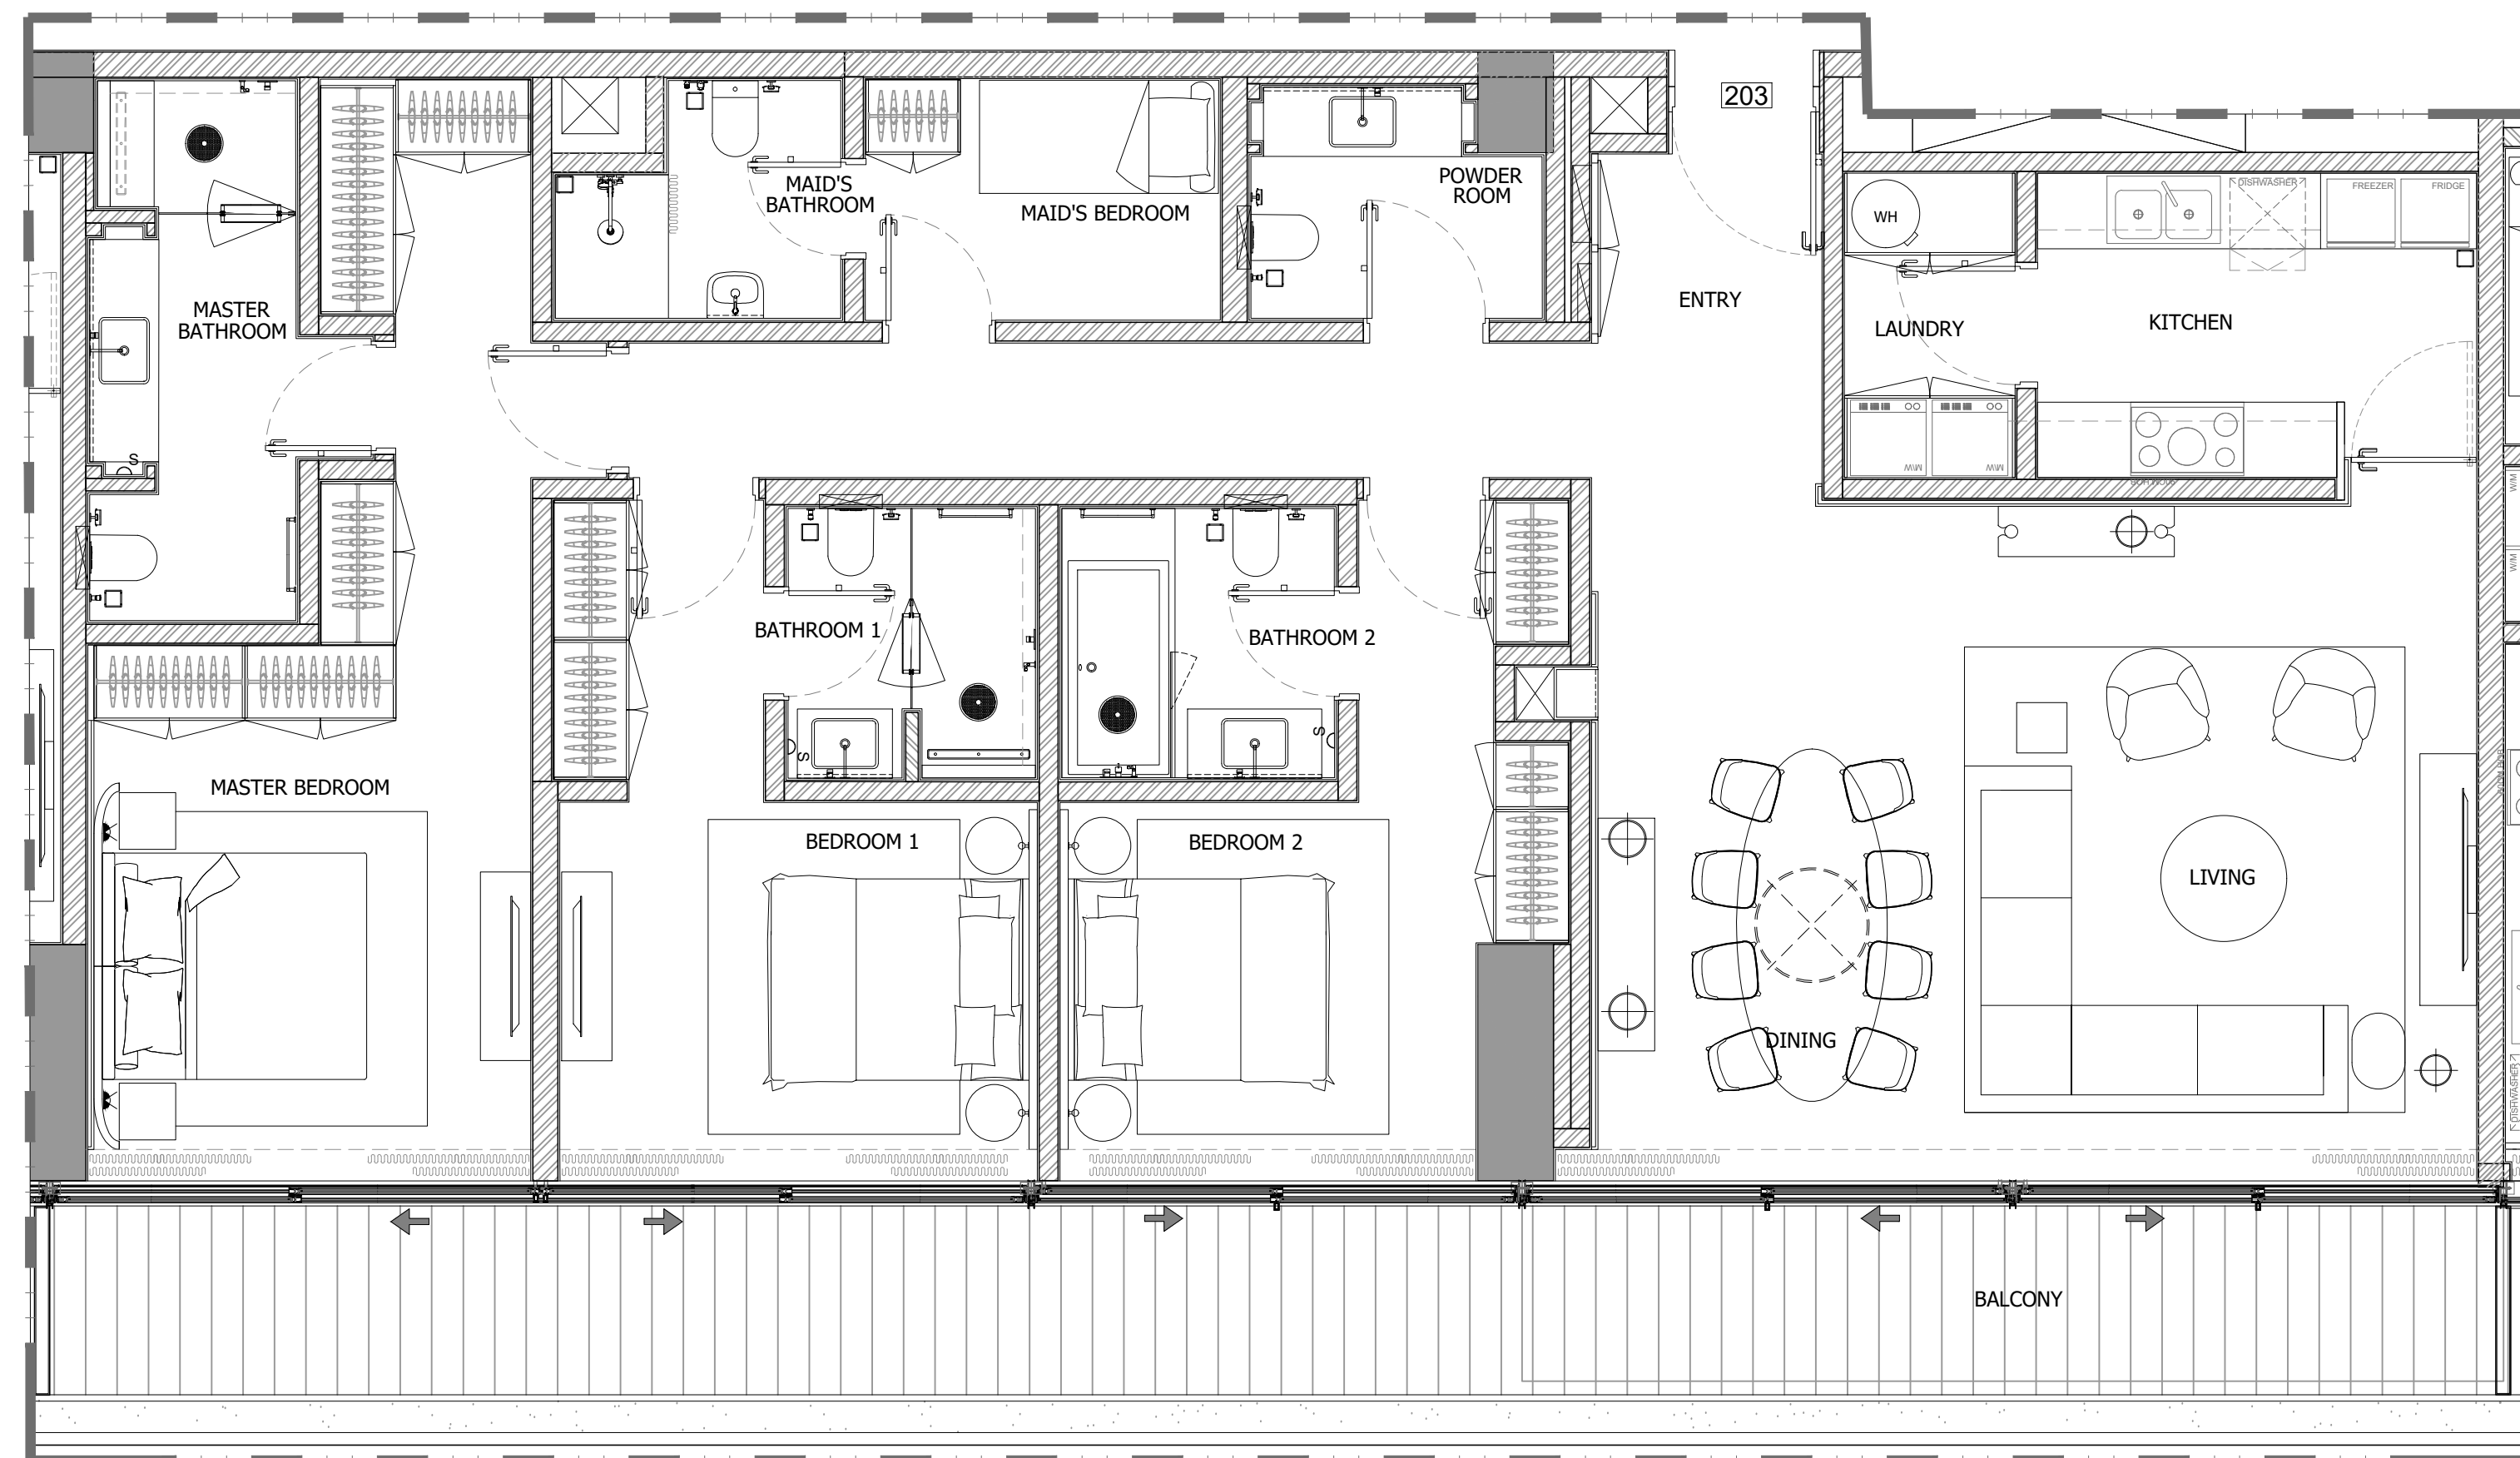 203
DISHWASHER
FREEZER
FRIDGE
MAID'S
BATHROOM
MAID'S BEDROOM
POWDER
ROOM
WH
ENTRY
LAUNDRY
KITCHEN
MASTER
BATHROOM
S
W/M
W/M
W/M
W/M
BATHROOM 1
BATHROOM 2
S
S
MASTER BEDROOM
BEDROOM 1
BEDROOM 2
LIVING
DINING
DISHWASHER
BALCONY